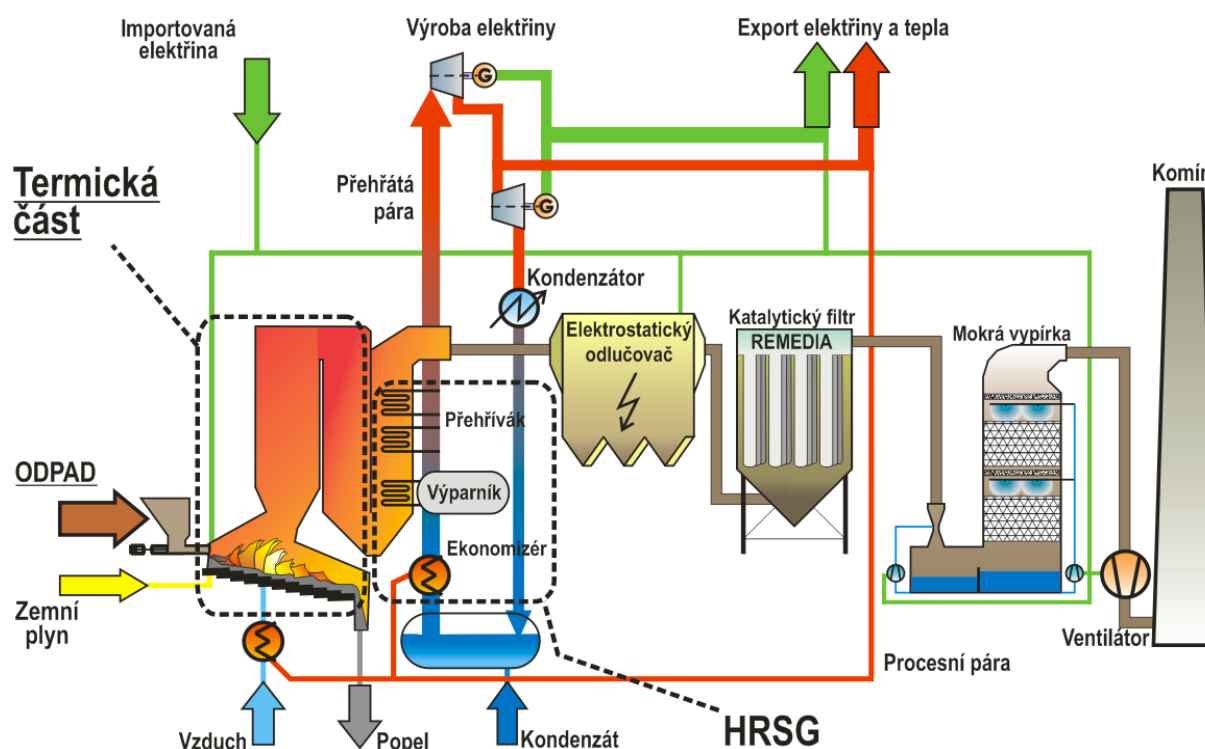 Importovaná
elektřina
Výroba elektřiny
Export elektřiny a tepla
G
Termická
část
Přehřátá
pára
G
Komín
Kondenzátor
Elektrostatický
odlučovač
Katalytický filtr
REMEDIA
Mokrá vypírka
Přehřívák
ODPAD
Výparník
Ekonomizér
Zemní
plyn
Ventilátor
Procesní pára
Vzduch
Popel
Kondenzát
HRSG